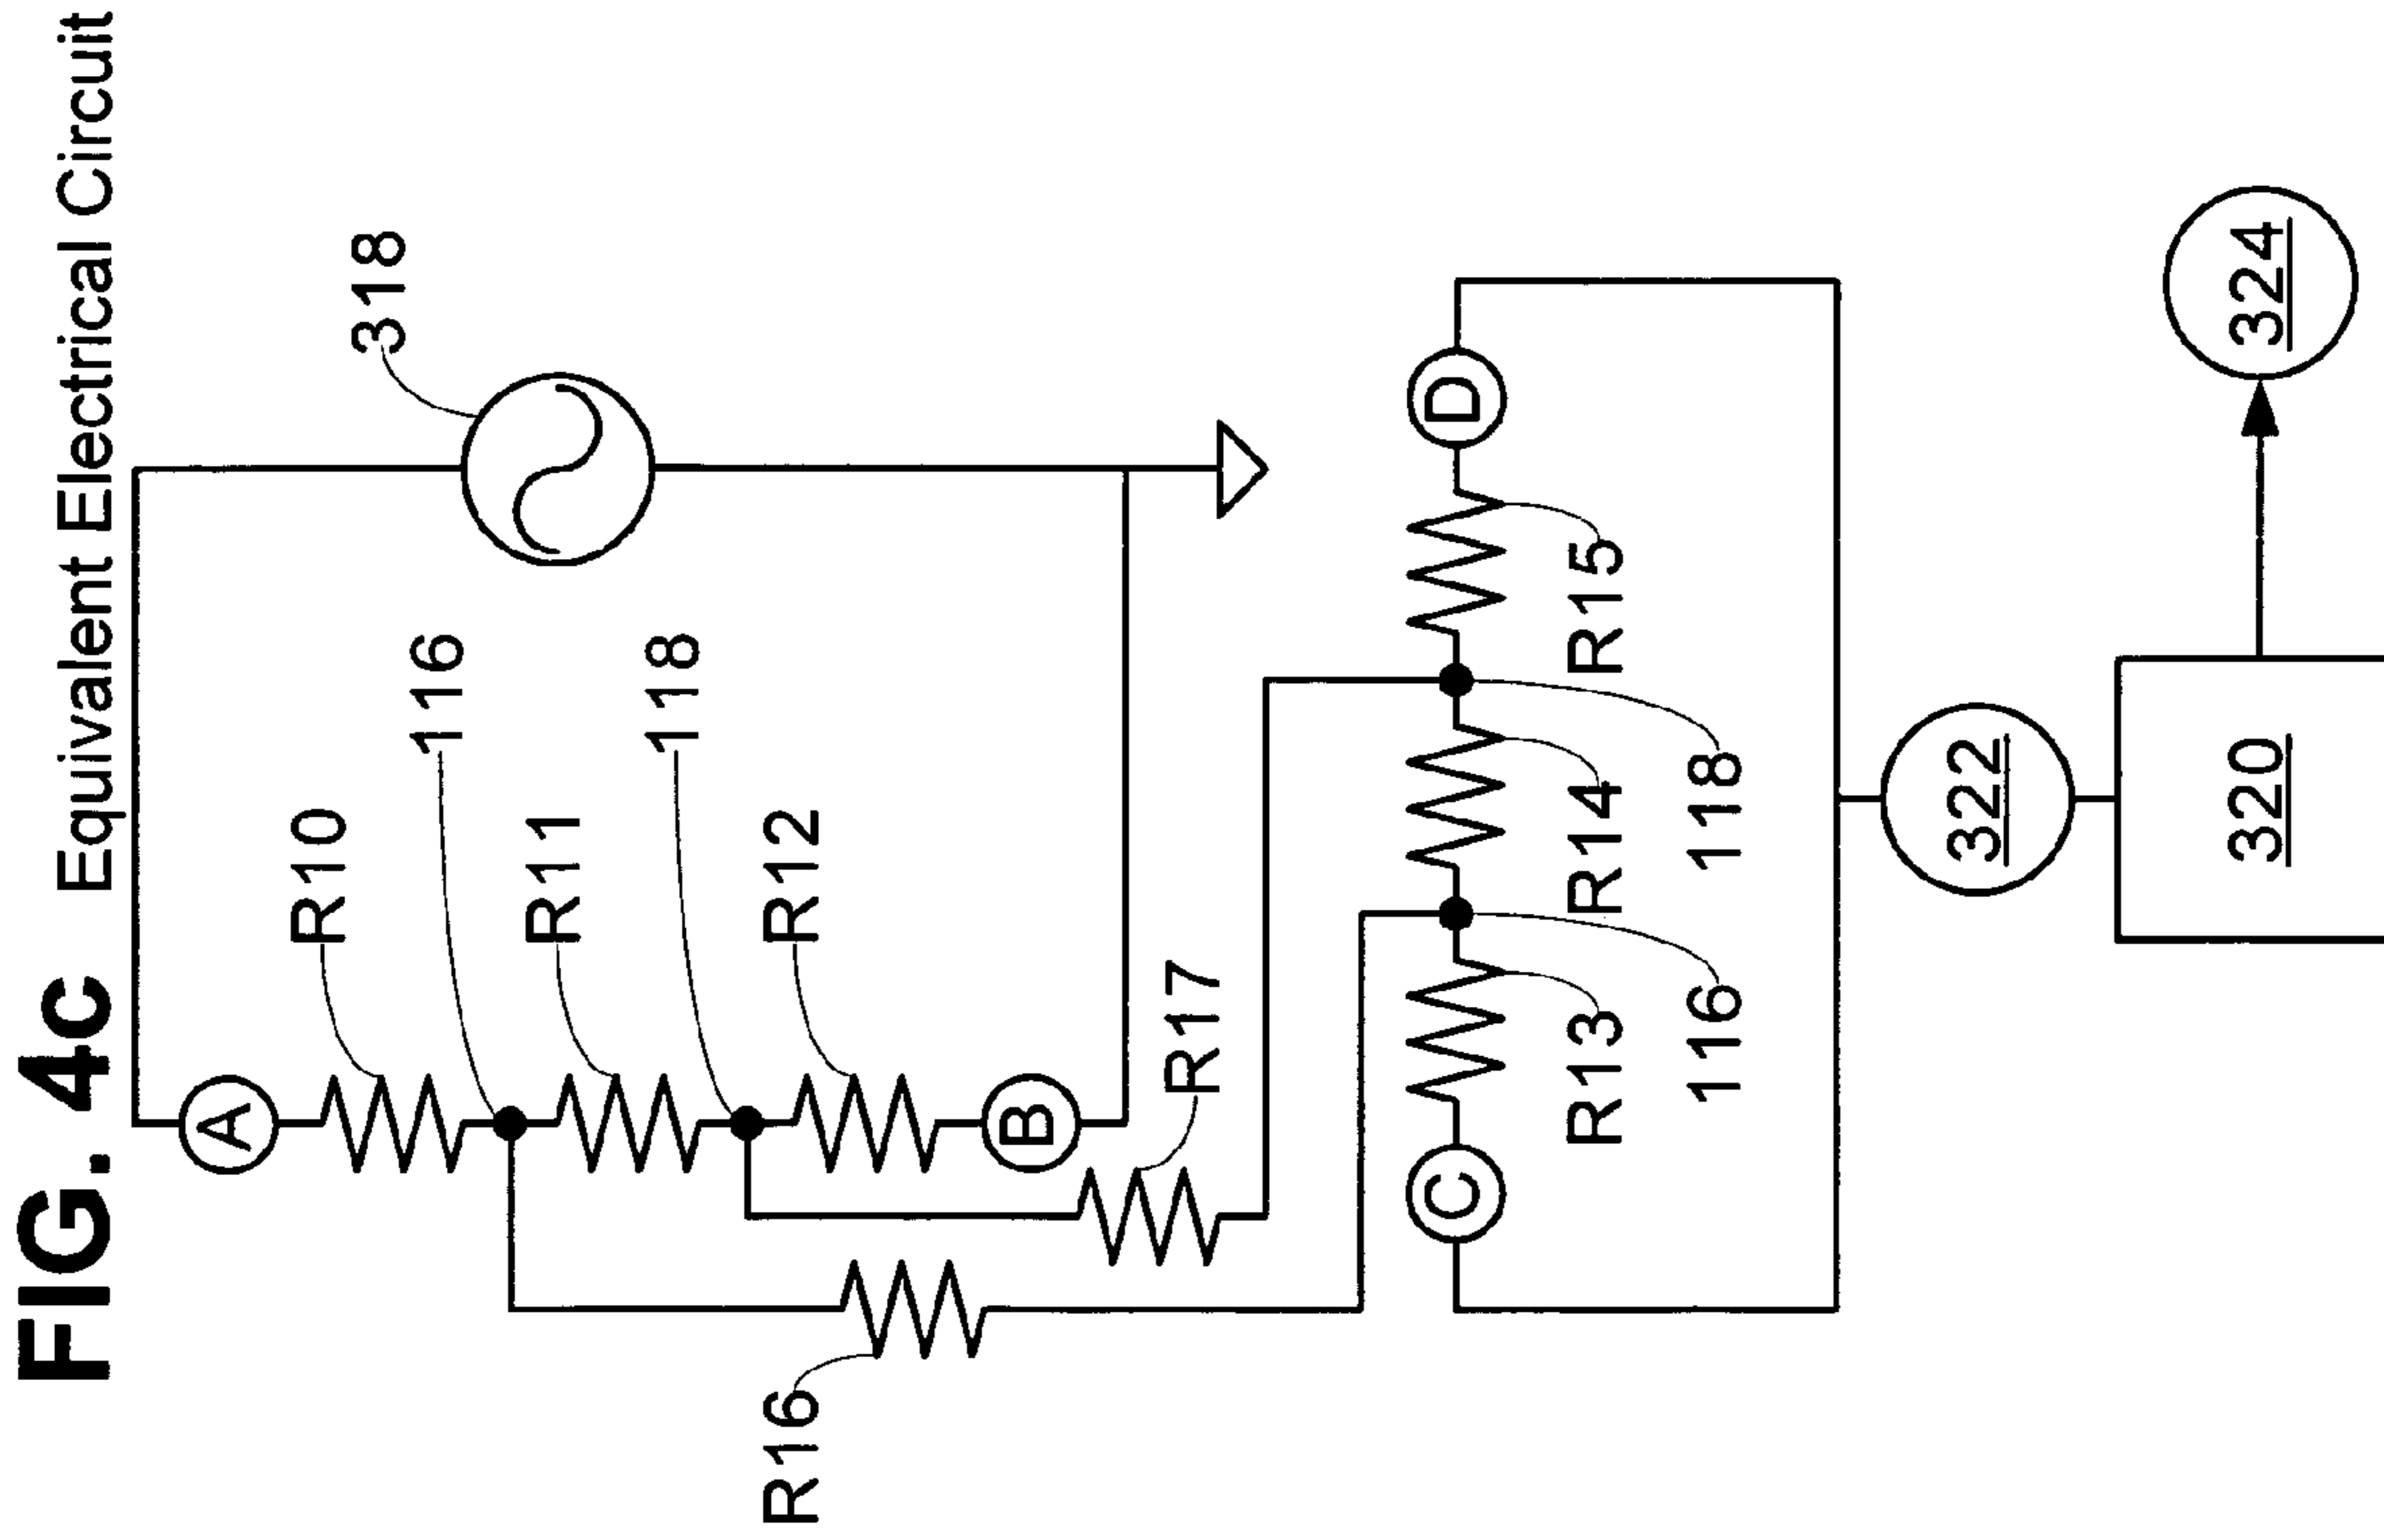 FIG. 4c Equivalent Electrical Circuit
318
A
R10
116
R11
118
R12
B
R17
R16
C
R13
116
R14
118
R15
D
322
320
324